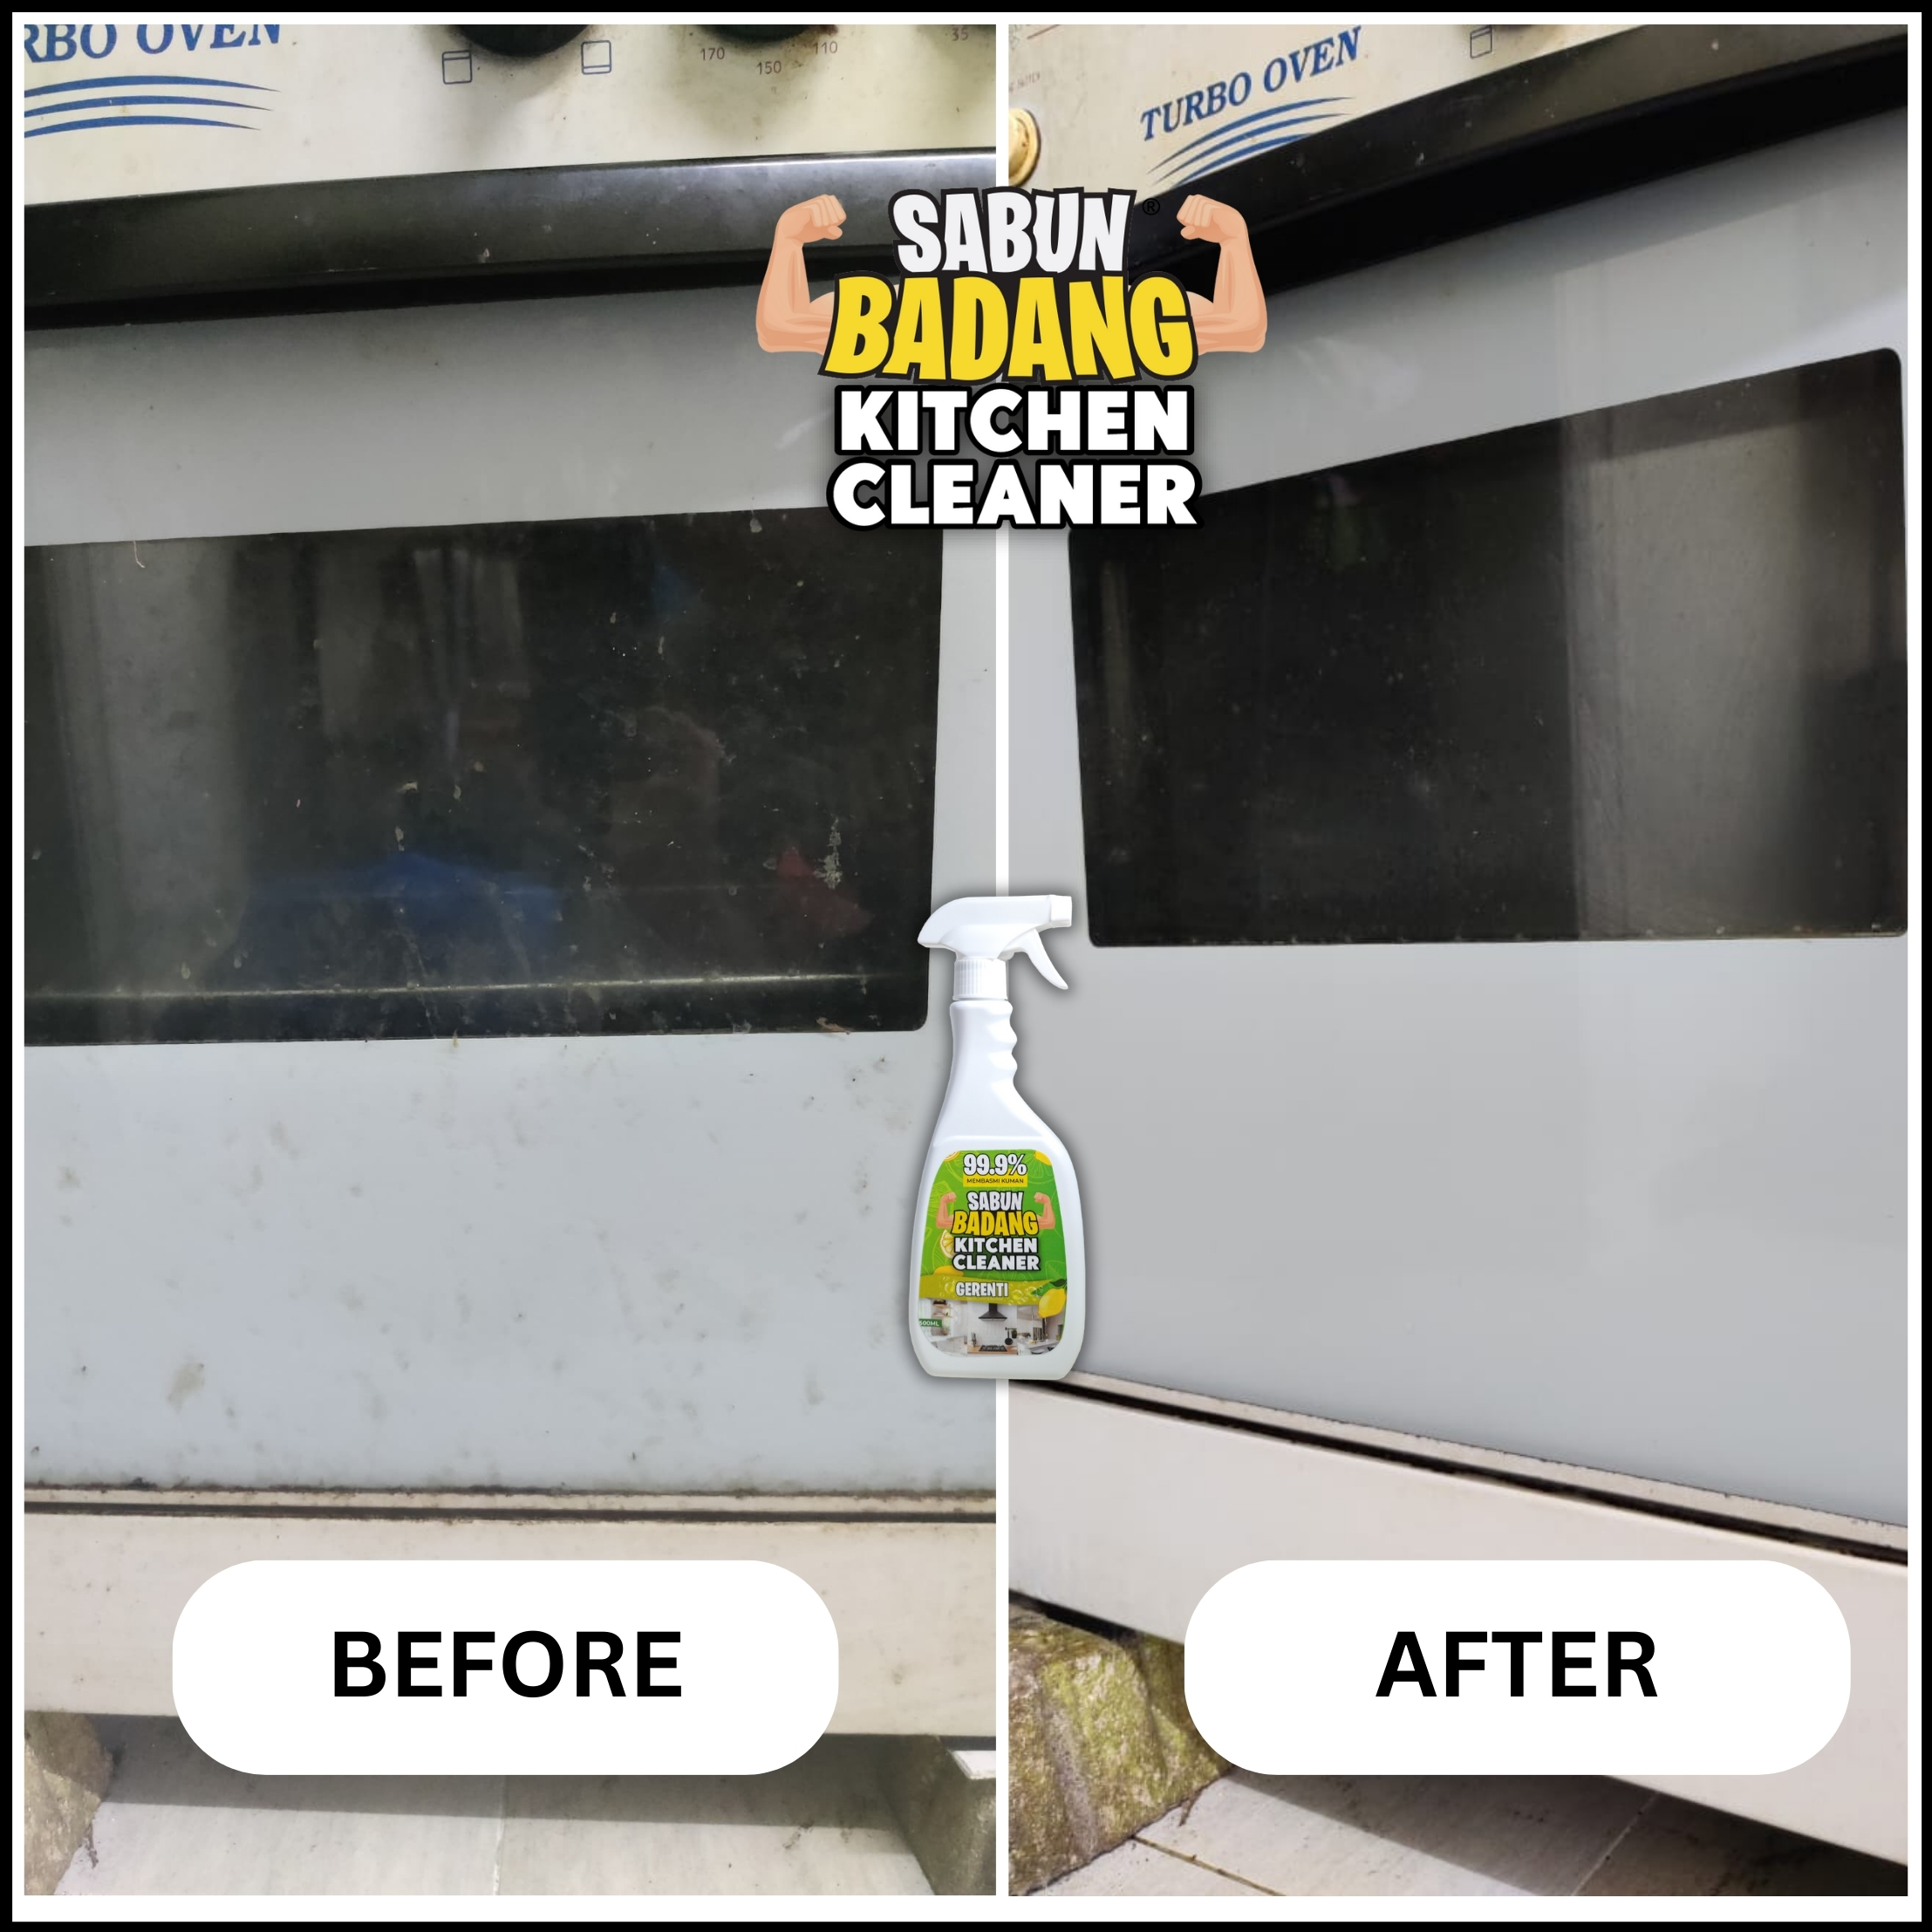 RBO OVEN
170
150
110
35
TURBO OVEN
SABUN ®
BADANG
KITCHEN
CLEANER
99.9%
MEMBASMI KUMAN
SABUN
BADANG
KITCHEN
CLEANER
GERENTI
500ML
BEFORE
AFTER